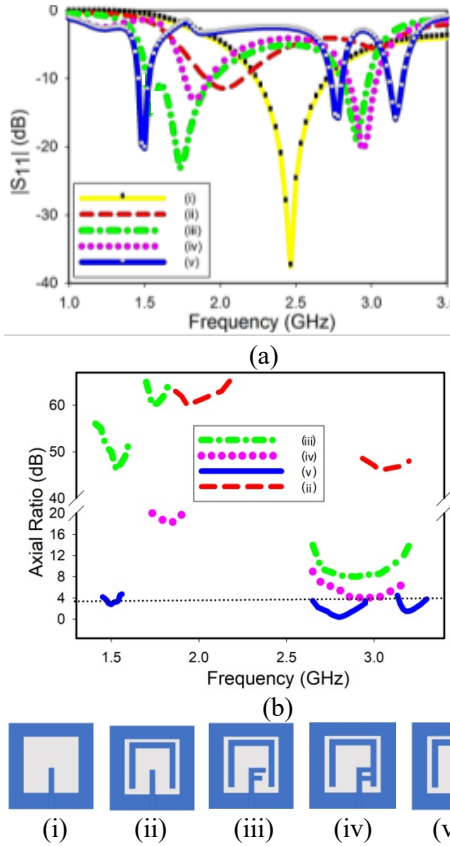 0
-10
-20
-30
-40
|S11| (dB)
(i)
(ii)
(iii)
(iv)
(v)
1.0 1.5 2.0 2.5 3.0 3.
Frequency (GHz)
(a)
60
50
40
20
16
12
8
4
0
Axial Ratio (dB)
(iii)
(iv)
(v)
(ii)
1.5 2.0 2.5 3.0
Frequency (GHz)
(b)
(i) (ii) (iii) (iv) (v